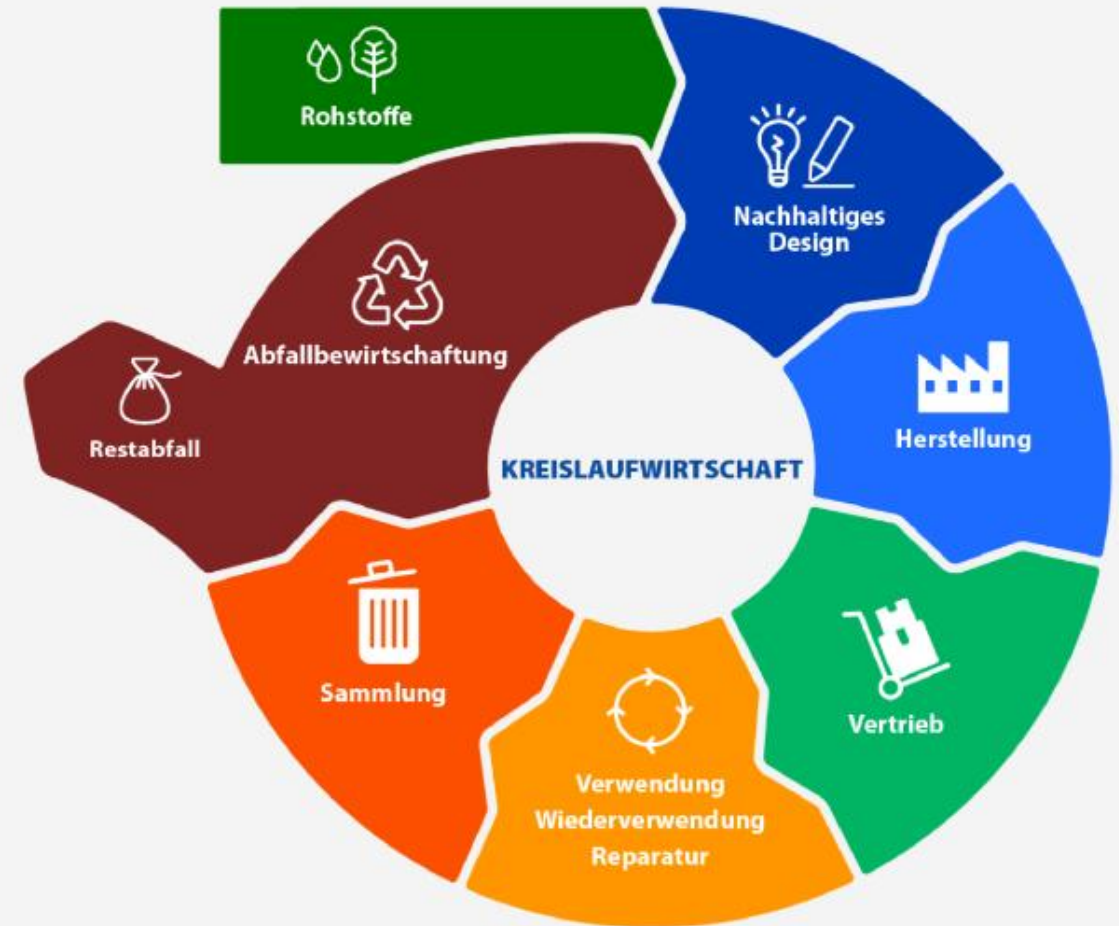 Rohstoffe
Nachhaltiges
Design
Herstellung
Vertrieb
Verwendung
Wiederverwendung
Reparatur
Sammlung
Abfallbewirtschaftung
Restabfall
KREISLAUFWIRTSCHAFT